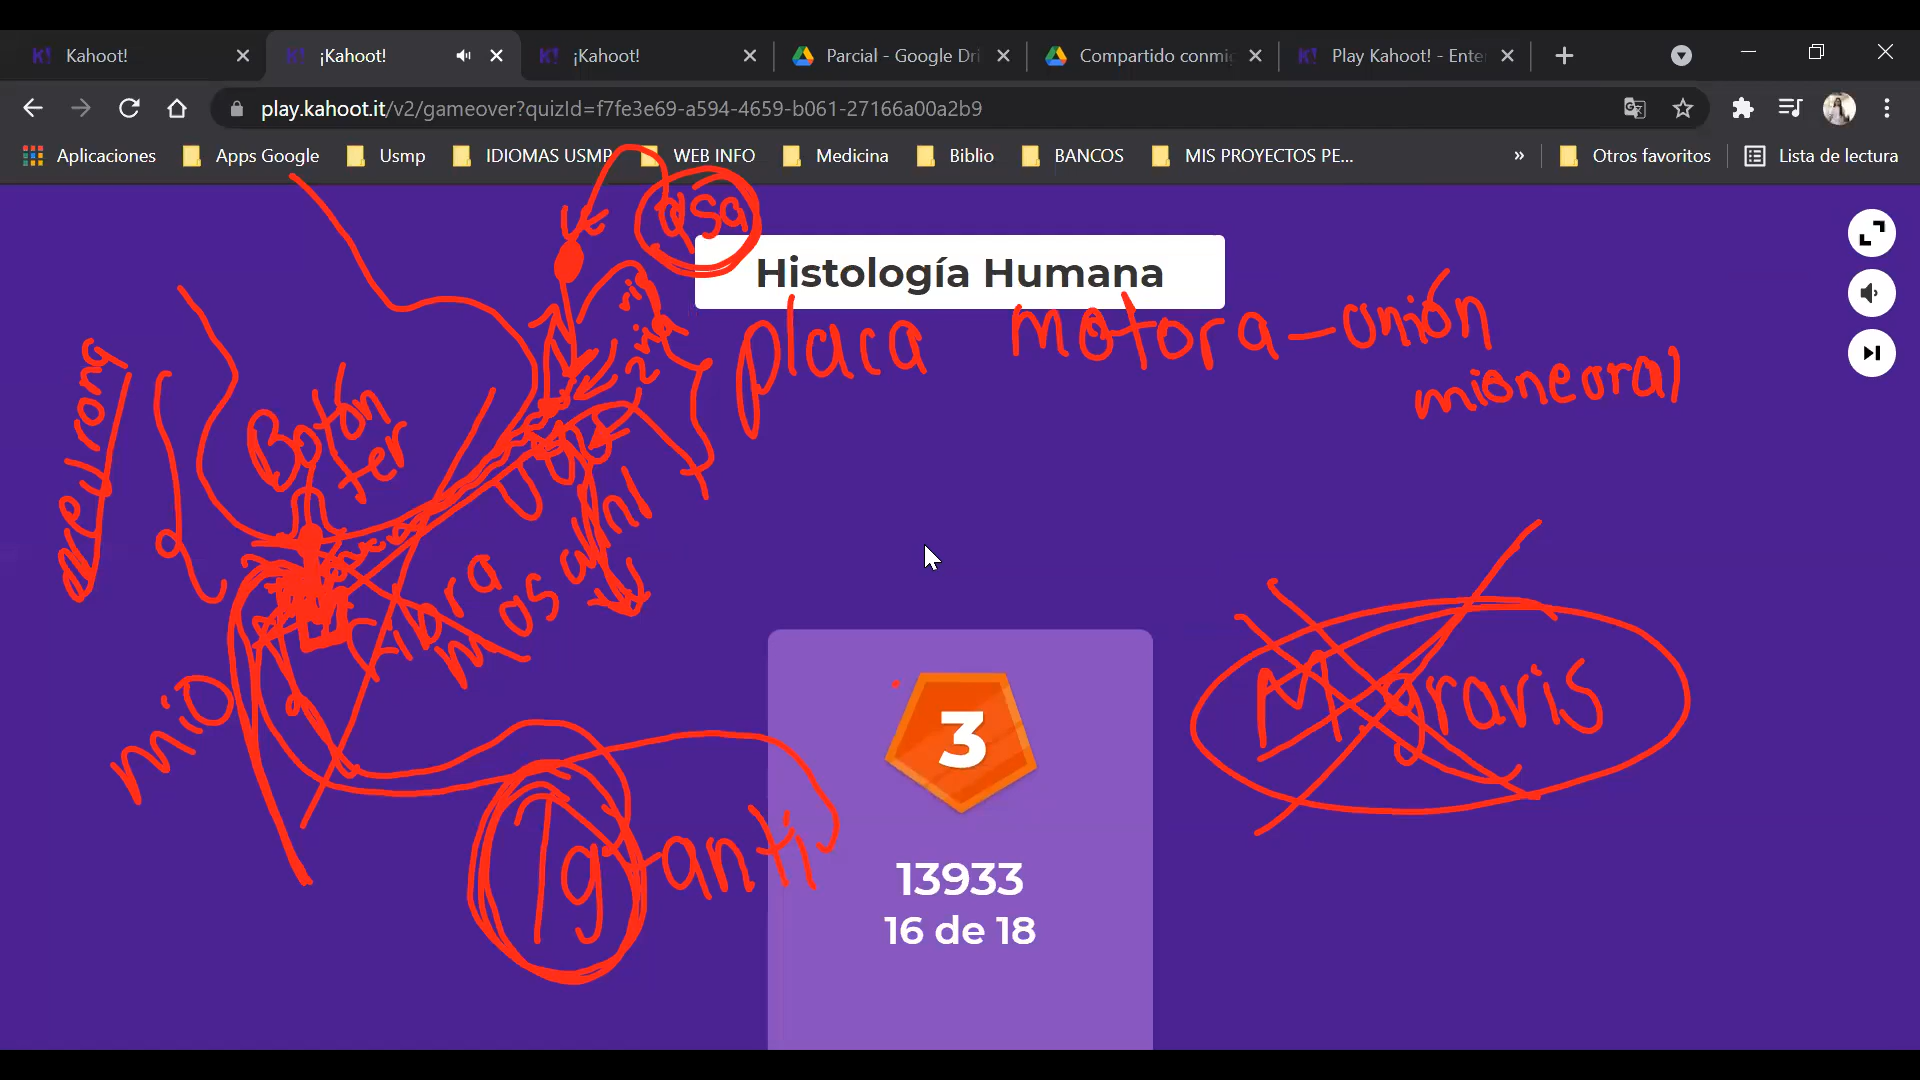 Kahoot!
¡Kahoot!
¡Kahoot!
Parcial - Google Dri
Compartido conmi
Play Kahoot! - Ente
play.kahoot.it/v2/gameover?quizId=f7fe3e69-a594-4659-b061-27166a00a2b9
Aplicaciones
Apps Google
Usmp
IDIOMAS USMP
WEB INFO
Medicina
Biblio
BANCOS
MIS PROYECTOS PE...
»
Otros favoritos
Lista de lectura
Histología Humana
placa motora-unión
mioneural
Botón
ter
Fibra
mio
M gravis
Ig anti
3
13933
16 de 18